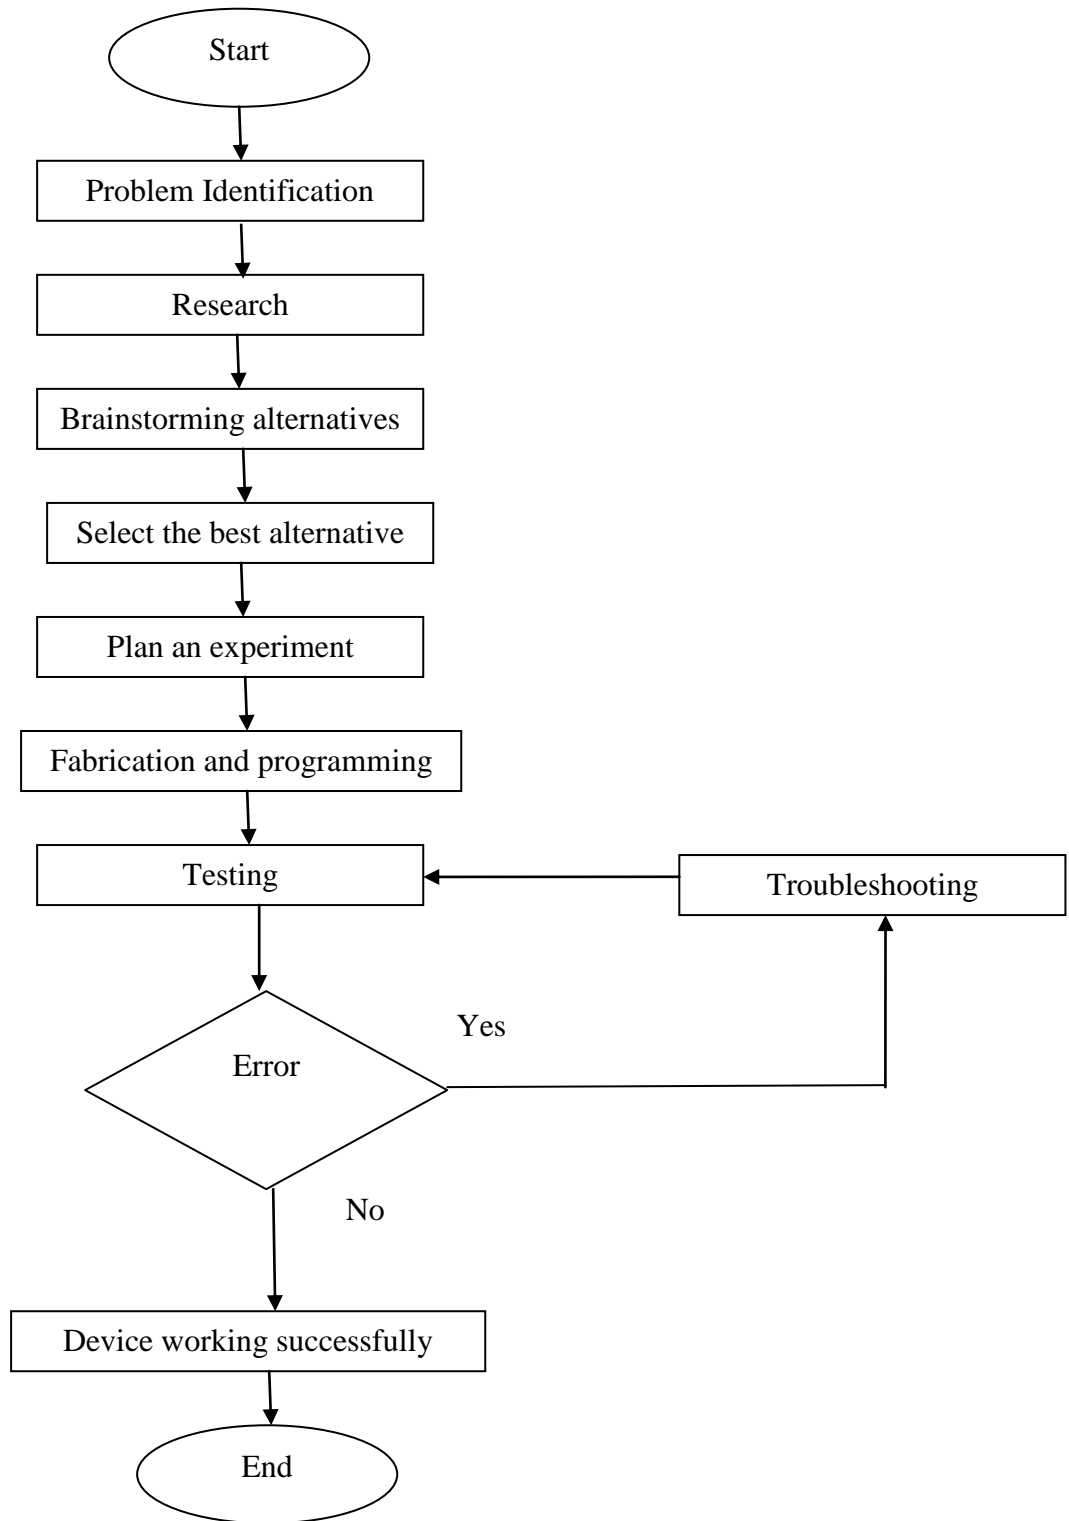 Start
Problem Identification
Research
Brainstorming alternatives
Select the best alternative
Plan an experiment
Fabrication and programming
Testing
Troubleshooting
Yes
Error
No
Device working successfully
End